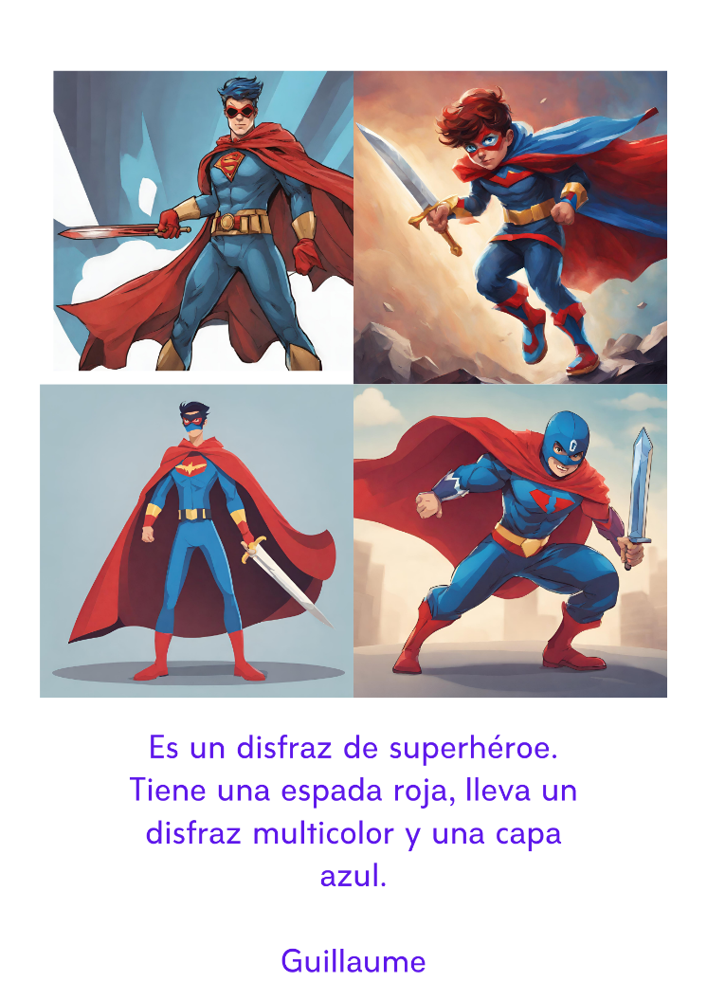 Es un disfraz de superhéroe.
Tiene una espada roja, lleva un
disfraz multicolor y una capa
azul.
Guillaume